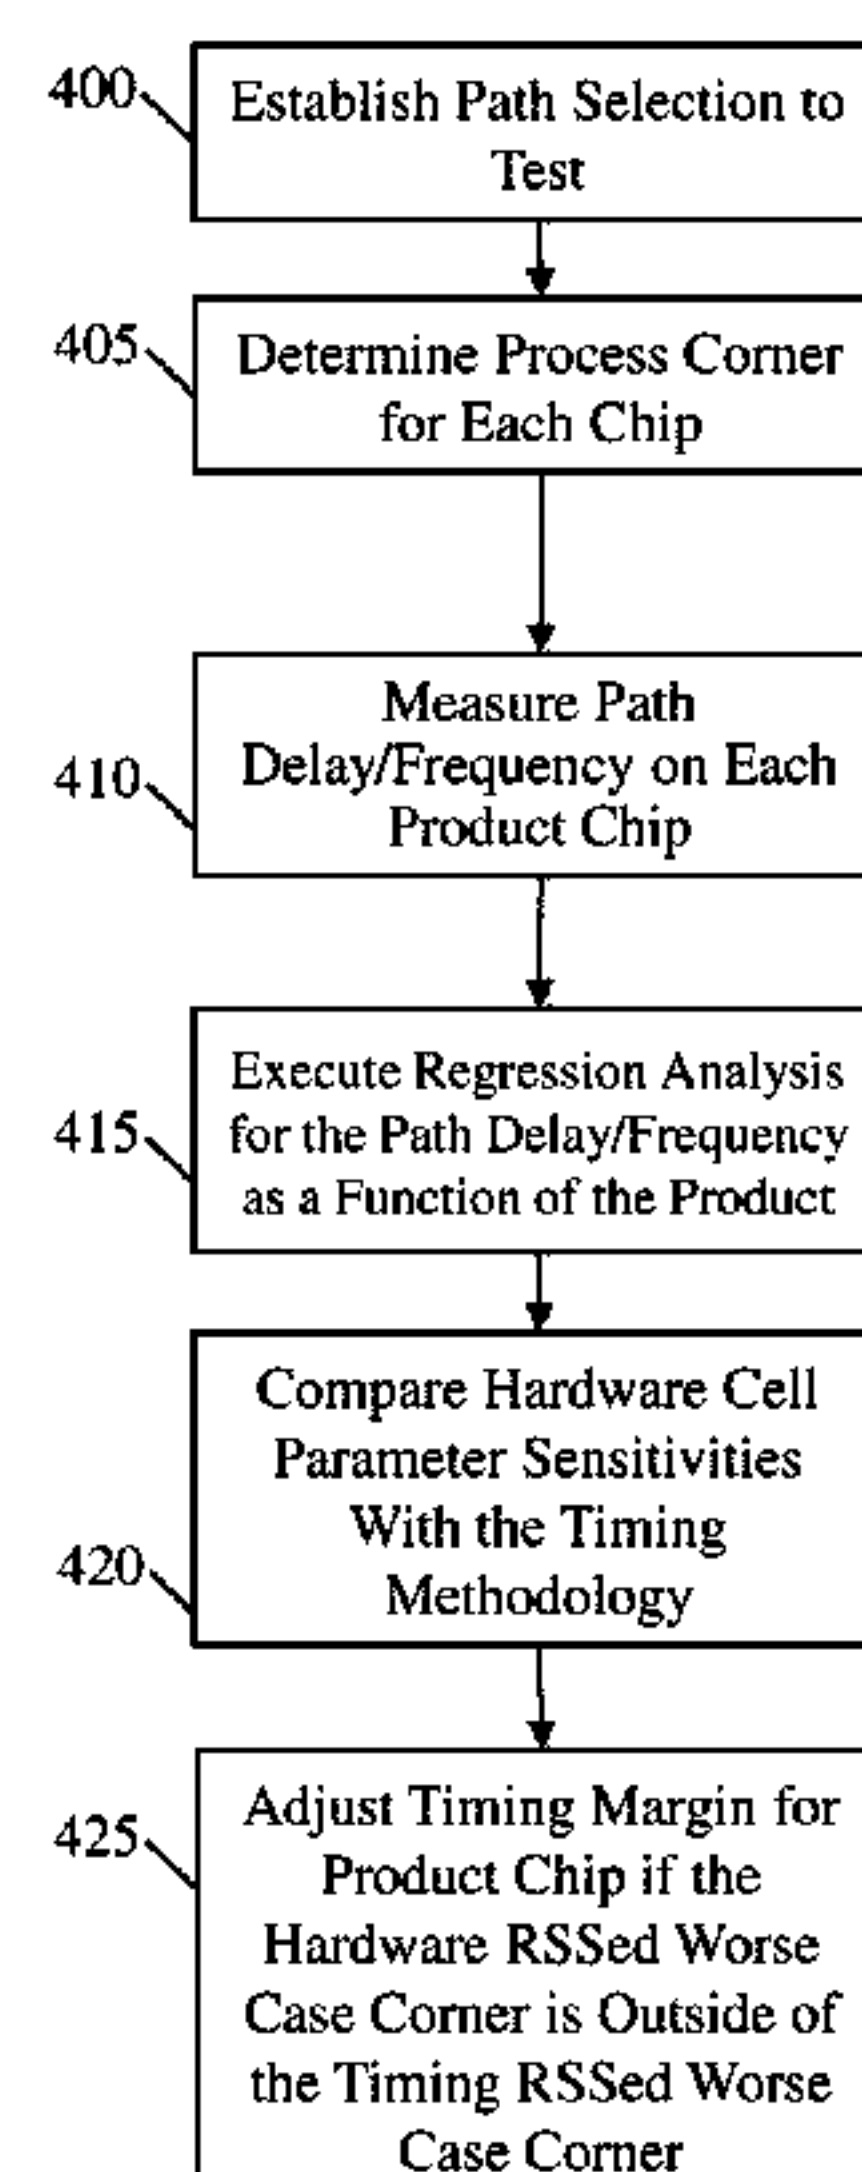 400
Establish Path Selection to
Test
405
Determine Process Corner
for Each Chip
Measure Path
410
Delay/Frequency on Each
Product Chip
Execute Regression Analysis
415
for the Path Delay/Frequency
as a Function of the Product
Compare Hardware Cell
Parameter Sensitivities
With the Timing
420
Methodology
Adjust Timing Margin for
425
Product Chip if the
Hardware RSSed Worse
Case Corner is Outside of
the Timing RSSed Worse
Case Corner